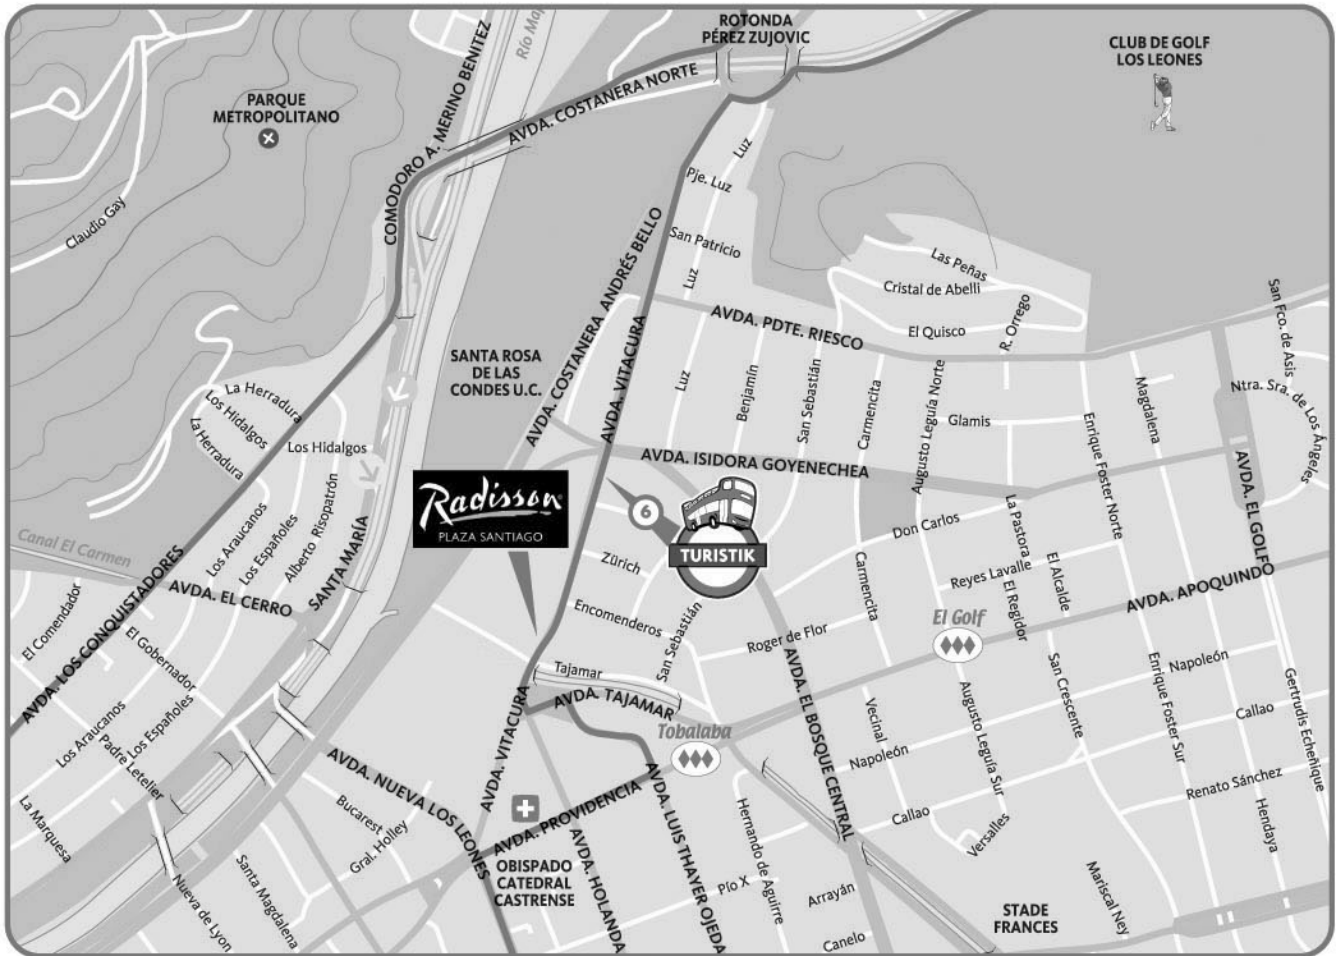 ROTONDA
PÉREZ ZUJOVIC
CLUB DE GOLF
LOS LEONES
PARQUE
METROPOLITANO
COMODORO A. MERINO BENITEZ
AVDA. COSTANERA NORTE
Claudio Gay
Luz
Pje. Luz
San Patricio
Luz
Las Peñas
Cristal de Abelli
El Quisco
R. Orrego
San Fco. de Asis
AVDA. COSTANERA ANDRÉS BELLO
AVDA. VITACURA
AVDA. PDTE. RIESCO
SANTA ROSA
DE LAS
CONDES U.C.
Luz
Benjamín
San Sebastián
Carmencita
Augusto Leguía Norte
Glamis
Magdalena
Enrique Foster Norte
Ntra. Sra. de Los Ángeles
La Herradura
Los Hidalgos
La Herradura
Los Hidalgos
AVDA. ISIDORA GOYENECHEA
AVDA. EL GOLFO
Radisson
PLAZA SANTIAGO
6
TURISTIK
Don Carlos
La Pastora
Canal El Carmen
Los Araucanos
Los Españoles
Alberto Risopatrón
SANTA MARÍA
AVDA. EL CERRO
AVDA. LOS CONQUISTADORES
El Comendador
El Gobernador
Zürich
Encomenderos
San Sebastián
Carmencita
Reyes Lavalle
El Regidor
El Alcalde
AVDA. APOQUINDO
El Golf
Roger de Flor
Tajamar
AVDA. TAJAMAR
AVDA. VITACURA
Tobalaba
AVDA. EL BOSQUE CENTRAL
Vecinal
Napoleón
Augusto Leguía Sur
San Crescente
Enrique Foster Sur
Napoleón
Callao
Gertrudis Echeñique
Los Araucanos
Los Españoles
Padre Letelier
La Marquesa
AVDA. NUEVA LOS LEONES
Bucarest
Gral. Holley
AVDA. PROVIDENCIA
AVDA. LUIS THAYER OJEDA
AVDA. HOLANDA
Hernando de Aguirre
Callao
Versalles
Renato Sánchez
Hendaya
OBISPADO
CATEDRAL
CASTRENSE
Pío X
Arrayán
Canelo
Nueva de Lyon
Santa Magdalena
STADE
FRANCES
Mariscal Ney